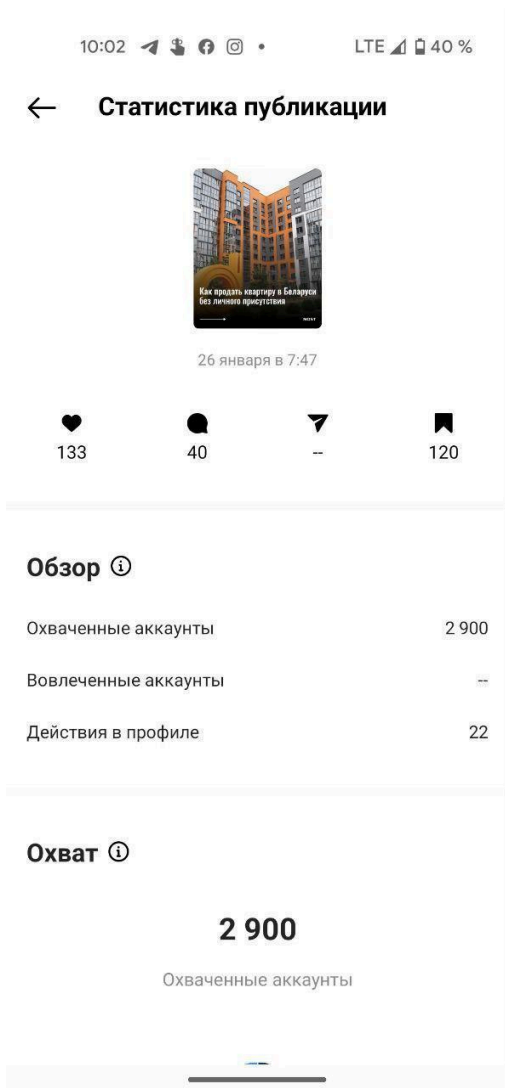 10:02 LTE 40 %
Статистика публикации
Как продать квартиру в Беларуси
без личного присутствия
26 января в 7:47
133 40 -- 120
Обзор
Охваченные аккаунты 2 900
Вовлеченные аккаунты --
Действия в профиле 22
Охват
2 900
Охваченные аккаунты